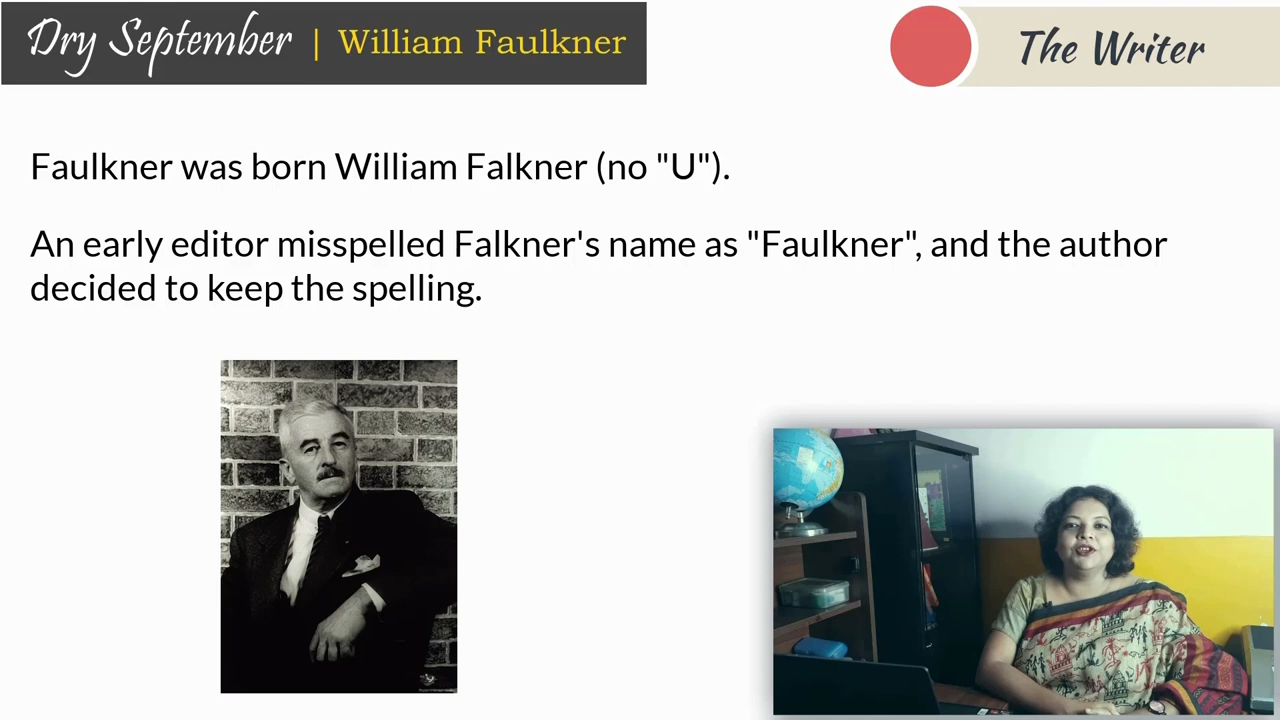 Dry September | William Faulkner
The Writer
Faulkner was born William Falkner (no "U").
An early editor misspelled Falkner's name as "Faulkner", and the author
decided to keep the spelling.